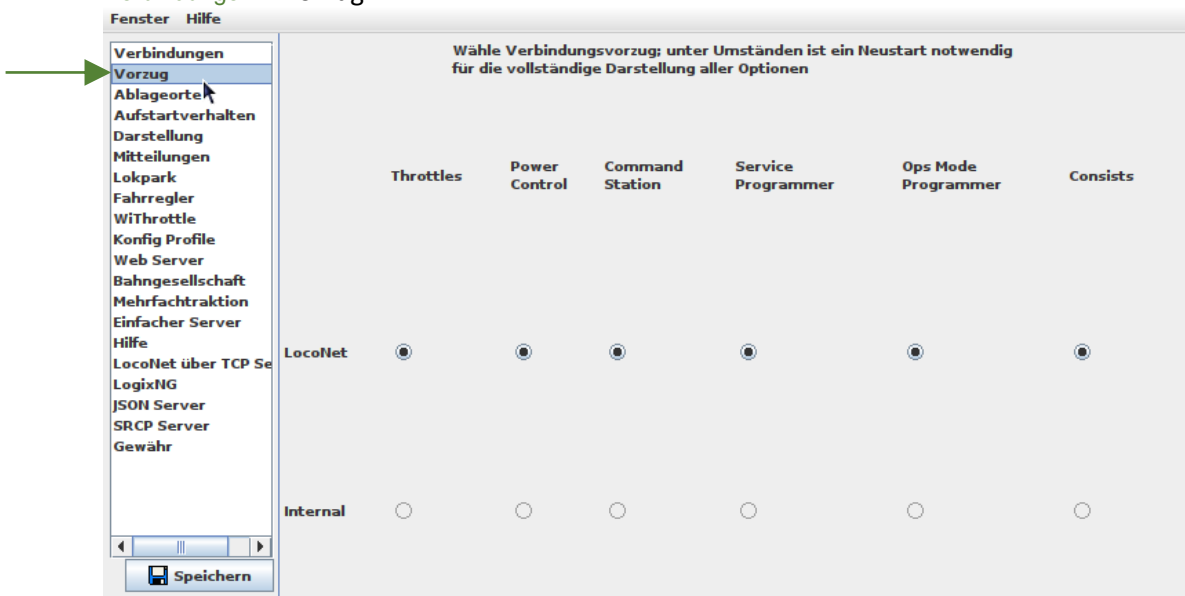 Fenster Hilfe
Verbindungen
Vorzug
Ablageorte
Aufstartverhalten
Darstellung
Mitteilungen
Lokpark
Fahrregler
WiThrottle
Konfig Profile
Web Server
Bahngesellschaft
Mehrfachtraktion
Einfacher Server
Hilfe
LocoNet über TCP Se
LogixNG
JSON Server
SRCP Server
Gewähr
Speichern
Wähle Verbindungsvorzug; unter Umständen ist ein Neustart notwendig
für die vollständige Darstellung aller Optionen
Throttles Power Control Command Station Service Programmer Ops Mode Programmer Consists
LocoNet
Internal